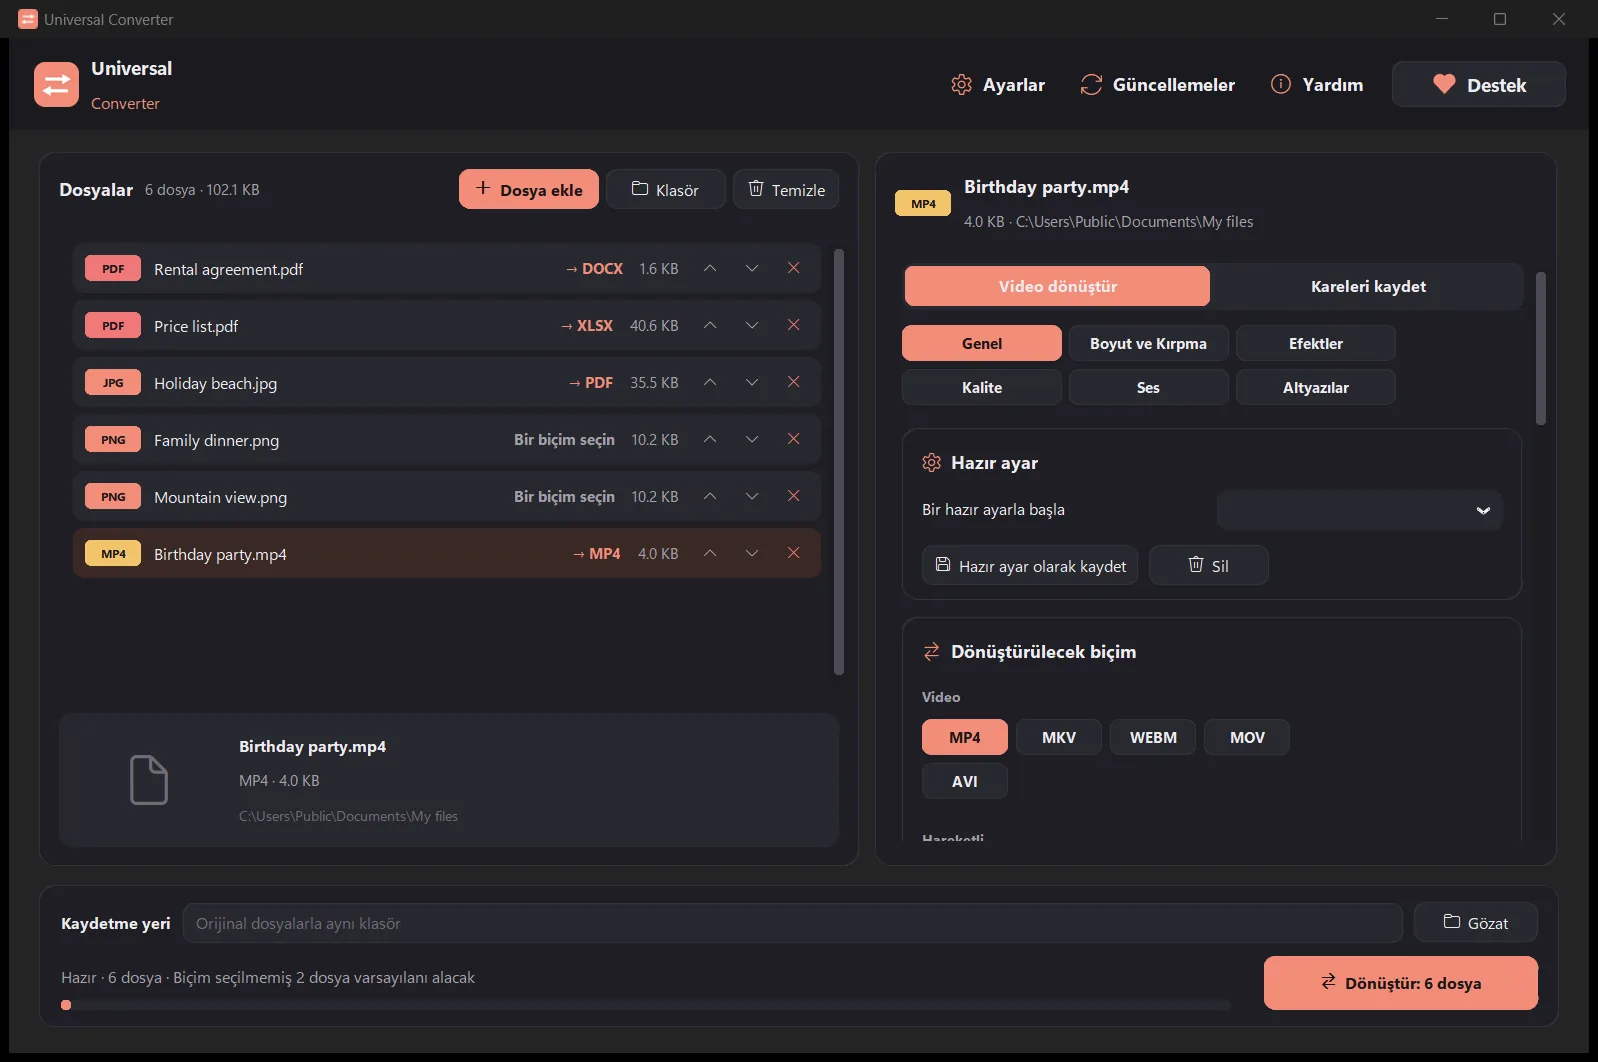 Universal Converter
Universal
Converter
Ayarlar
Güncellemeler
Yardım
Destek
Dosyalar
6 dosya · 102.1 KB
Dosya ekle
Klasör
Temizle
PDF Rental agreement.pdf → DOCX 1.6 KB
PDF Price list.pdf → XLSX 40.6 KB
JPG Holiday beach.jpg → PDF 35.5 KB
PNG Family dinner.png Bir biçim seçin 10.2 KB
PNG Mountain view.png Bir biçim seçin 10.2 KB
MP4 Birthday party.mp4 → MP4 4.0 KB
Birthday party.mp4
MP4 · 4.0 KB
C:\Users\Public\Documents\My files
MP4
Birthday party.mp4
4.0 KB · C:\Users\Public\Documents\My files
Video dönüştür
Kareleri kaydet
Genel
Boyut ve Kırpma
Efektler
Kalite
Ses
Altyazılar
Hazır ayar
Bir hazır ayarla başla
Hazır ayar olarak kaydet
Sil
Dönüştürülecek biçim
Video
MP4
MKV
WEBM
MOV
AVI
Hareketli
Kaydetme yeri
Orijinal dosyalarla aynı klasör
Gözat
Hazır · 6 dosya · Biçim seçilmemiş 2 dosya varsayılanı alacak
Dönüştür: 6 dosya